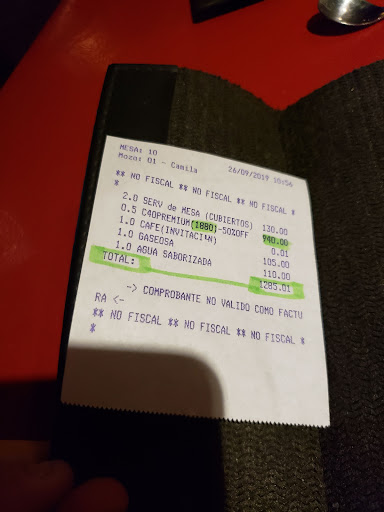 MESA: 10
Mozo: 01 - Camila 26/09/2019 10:56
** NO FISCAL ** NO FISCAL ** NO FISCAL *
*
2.0 SERV de MESA (CUBIERTOS) 130.00
0.5 C4OPREMIUM[1880]-50%OFF 940.00
1.0 CAFE(INVITACIÓN) 0.01
1.0 GASEOSA 105.00
1.0 AGUA SABORIZADA 110.00
TOTAL: 1285.01
-> COMPROBANTE NO VALIDO COMO FACTU
RA <-
** NO FISCAL ** NO FISCAL ** NO FISCAL *
*